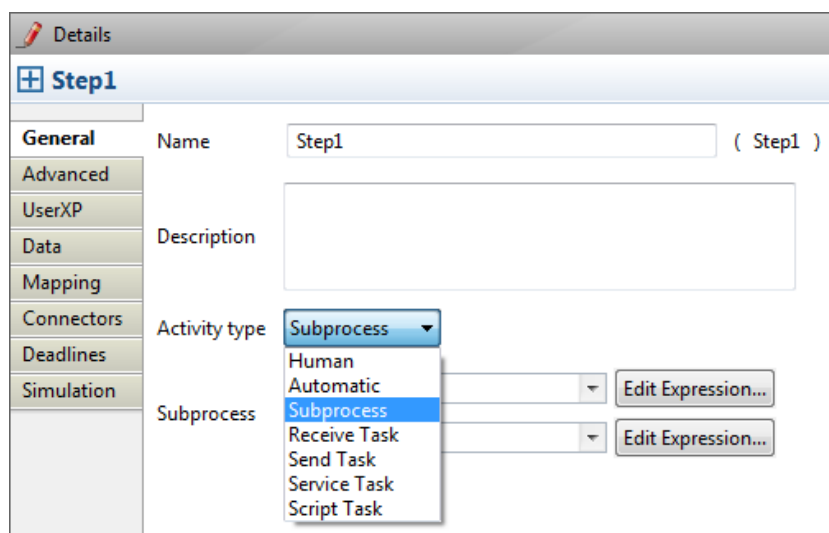 Details
Step1
General
Advanced
UserXP
Data
Mapping
Connectors
Deadlines
Simulation
Name Step1 ( Step1 )
Description
Activity type Subprocess
Human
Automatic
Subprocess
Receive Task
Send Task
Service Task
Script Task
Subprocess
Edit Expression...
Edit Expression...